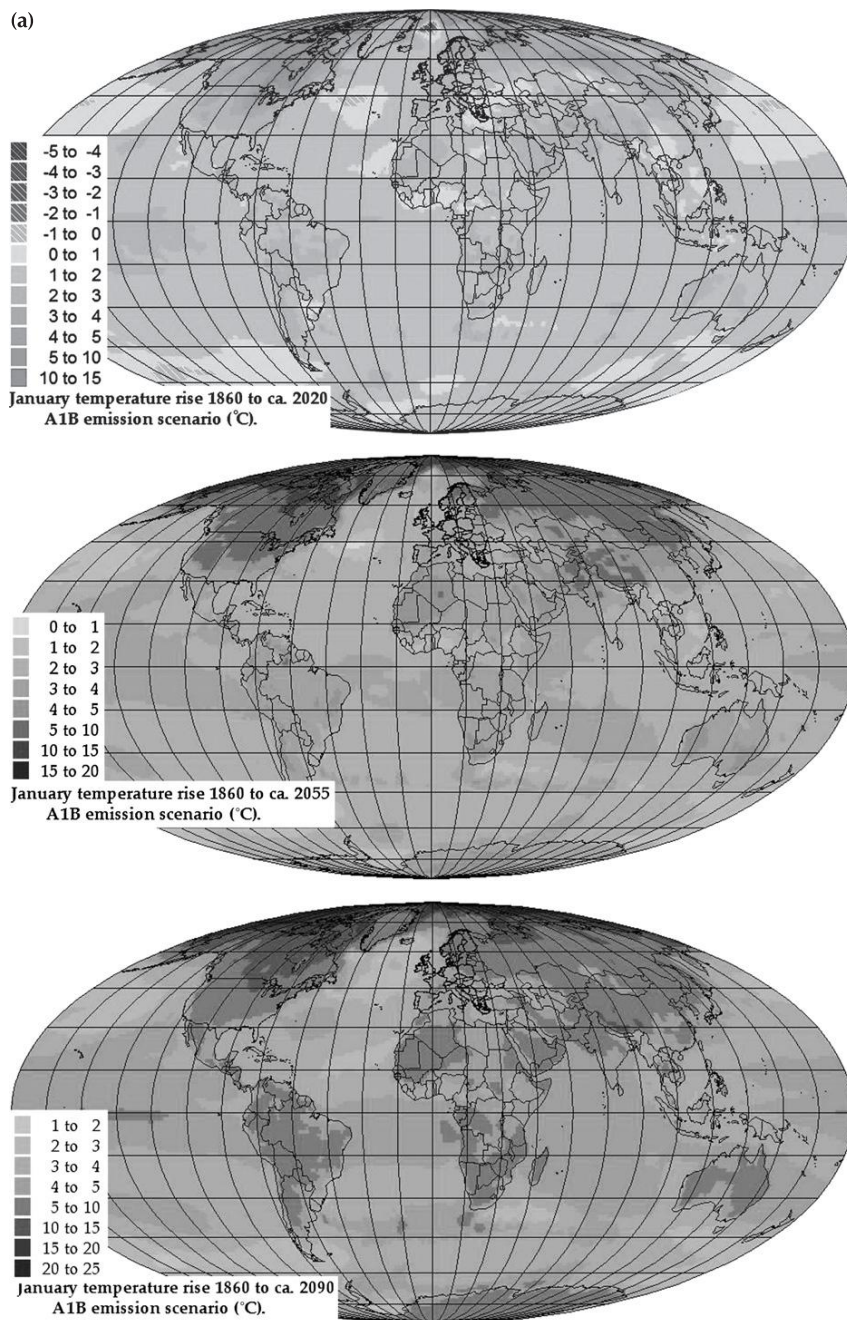 (a)
-5 to -4
-4 to -3
-3 to -2
-2 to -1
-1 to 0
0 to 1
1 to 2
2 to 3
3 to 4
4 to 5
5 to 10
10 to 15
January temperature rise 1860 to ca. 2020
A1B emission scenario (°C).
0 to 1
1 to 2
2 to 3
3 to 4
4 to 5
5 to 10
10 to 15
15 to 20
January temperature rise 1860 to ca. 2055
A1B emission scenario (°C).
1 to 2
2 to 3
3 to 4
4 to 5
5 to 10
10 to 15
15 to 20
20 to 25
January temperature rise 1860 to ca. 2090
A1B emission scenario (°C).